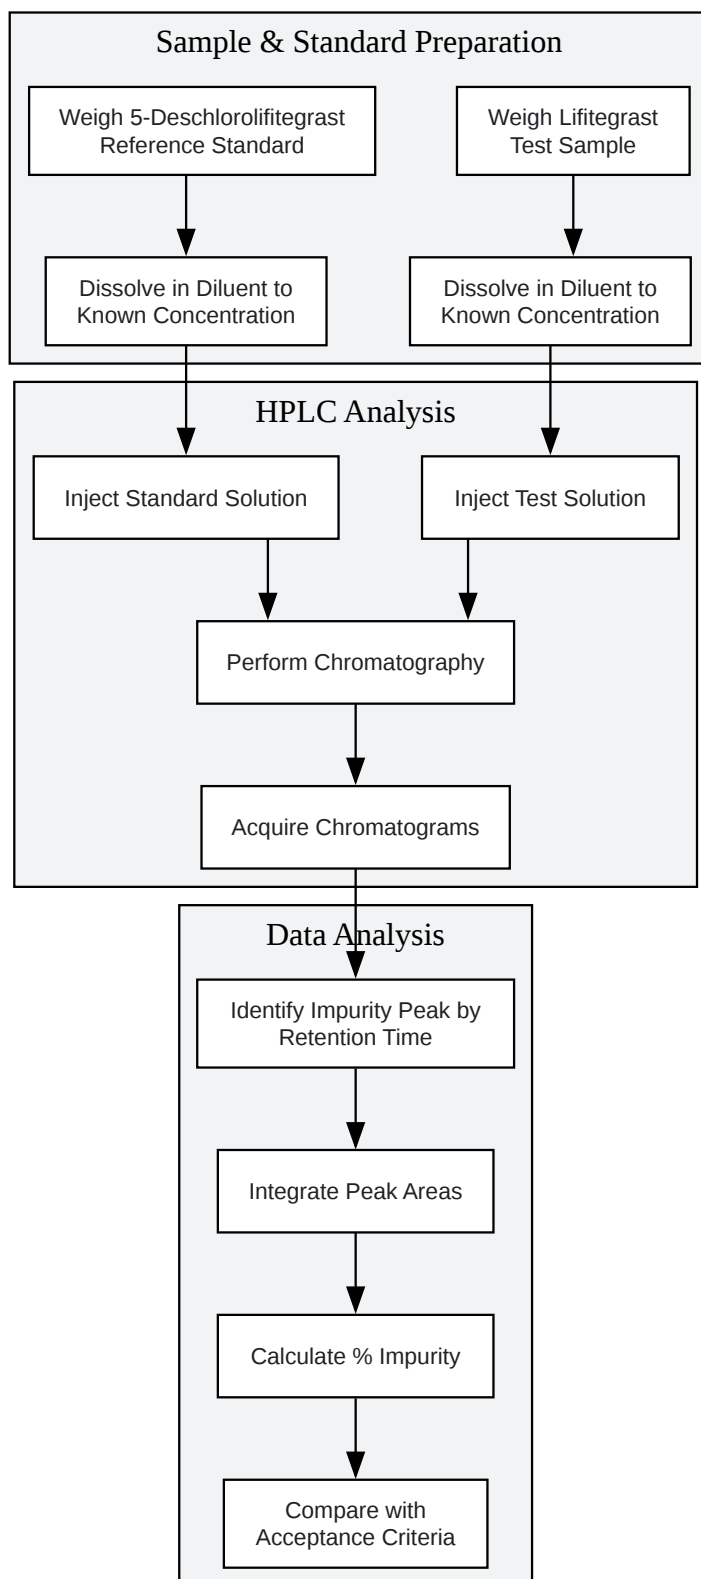 Sample & Standard Preparation
Weigh 5-Deschlorolifitegrast
Reference Standard
Weigh Lifitegrast
Test Sample
Dissolve in Diluent to
Known Concentration
Dissolve in Diluent to
Known Concentration
HPLC Analysis
Inject Standard Solution
Inject Test Solution
Perform Chromatography
Acquire Chromatograms
Data Analysis
Identify Impurity Peak by
Retention Time
Integrate Peak Areas
Calculate % Impurity
Compare with
Acceptance Criteria